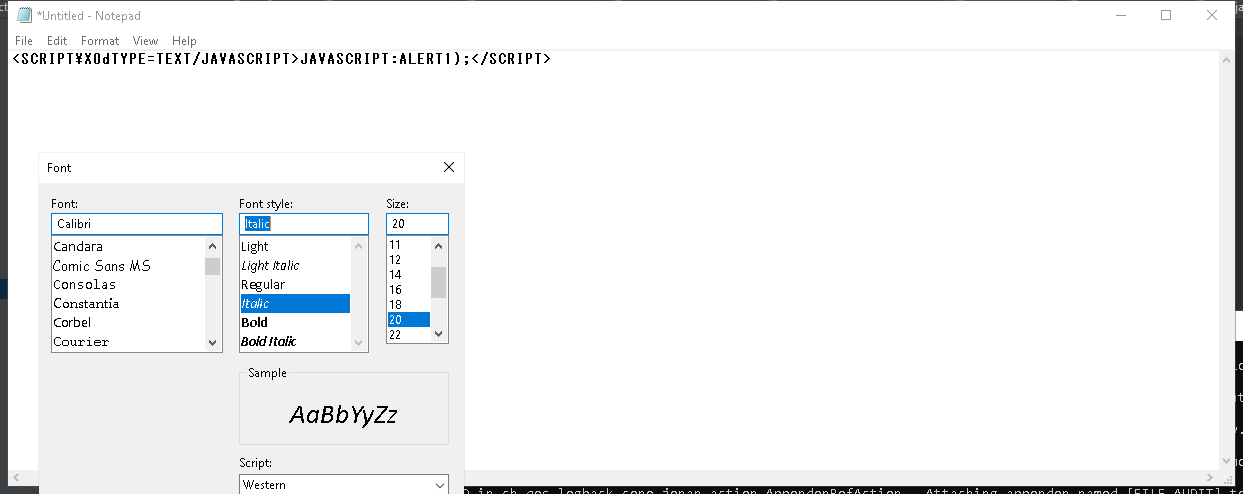 *Untitled - Notepad
File Edit Format View Help
<SCRIPT¥X0dTYPE=TEXT/JAVASCRIPT>JAVASCRIPT:ALERT1);</SCRIPT>
Font
Font: Font style: Size:
Calibri Italic 20
Candara Light 11
Comic Sans MS Light Italic 12
Consolas Regular 14
Constantia Italic 16
Corbel Bold 18
Courier Bold Italic 20
22
Sample
AaBbYyZz
Script:
Western
in ch.qos.logback.core.joran.action.AppenderRefAction - Attaching appender named [FILE_AUDIT] t